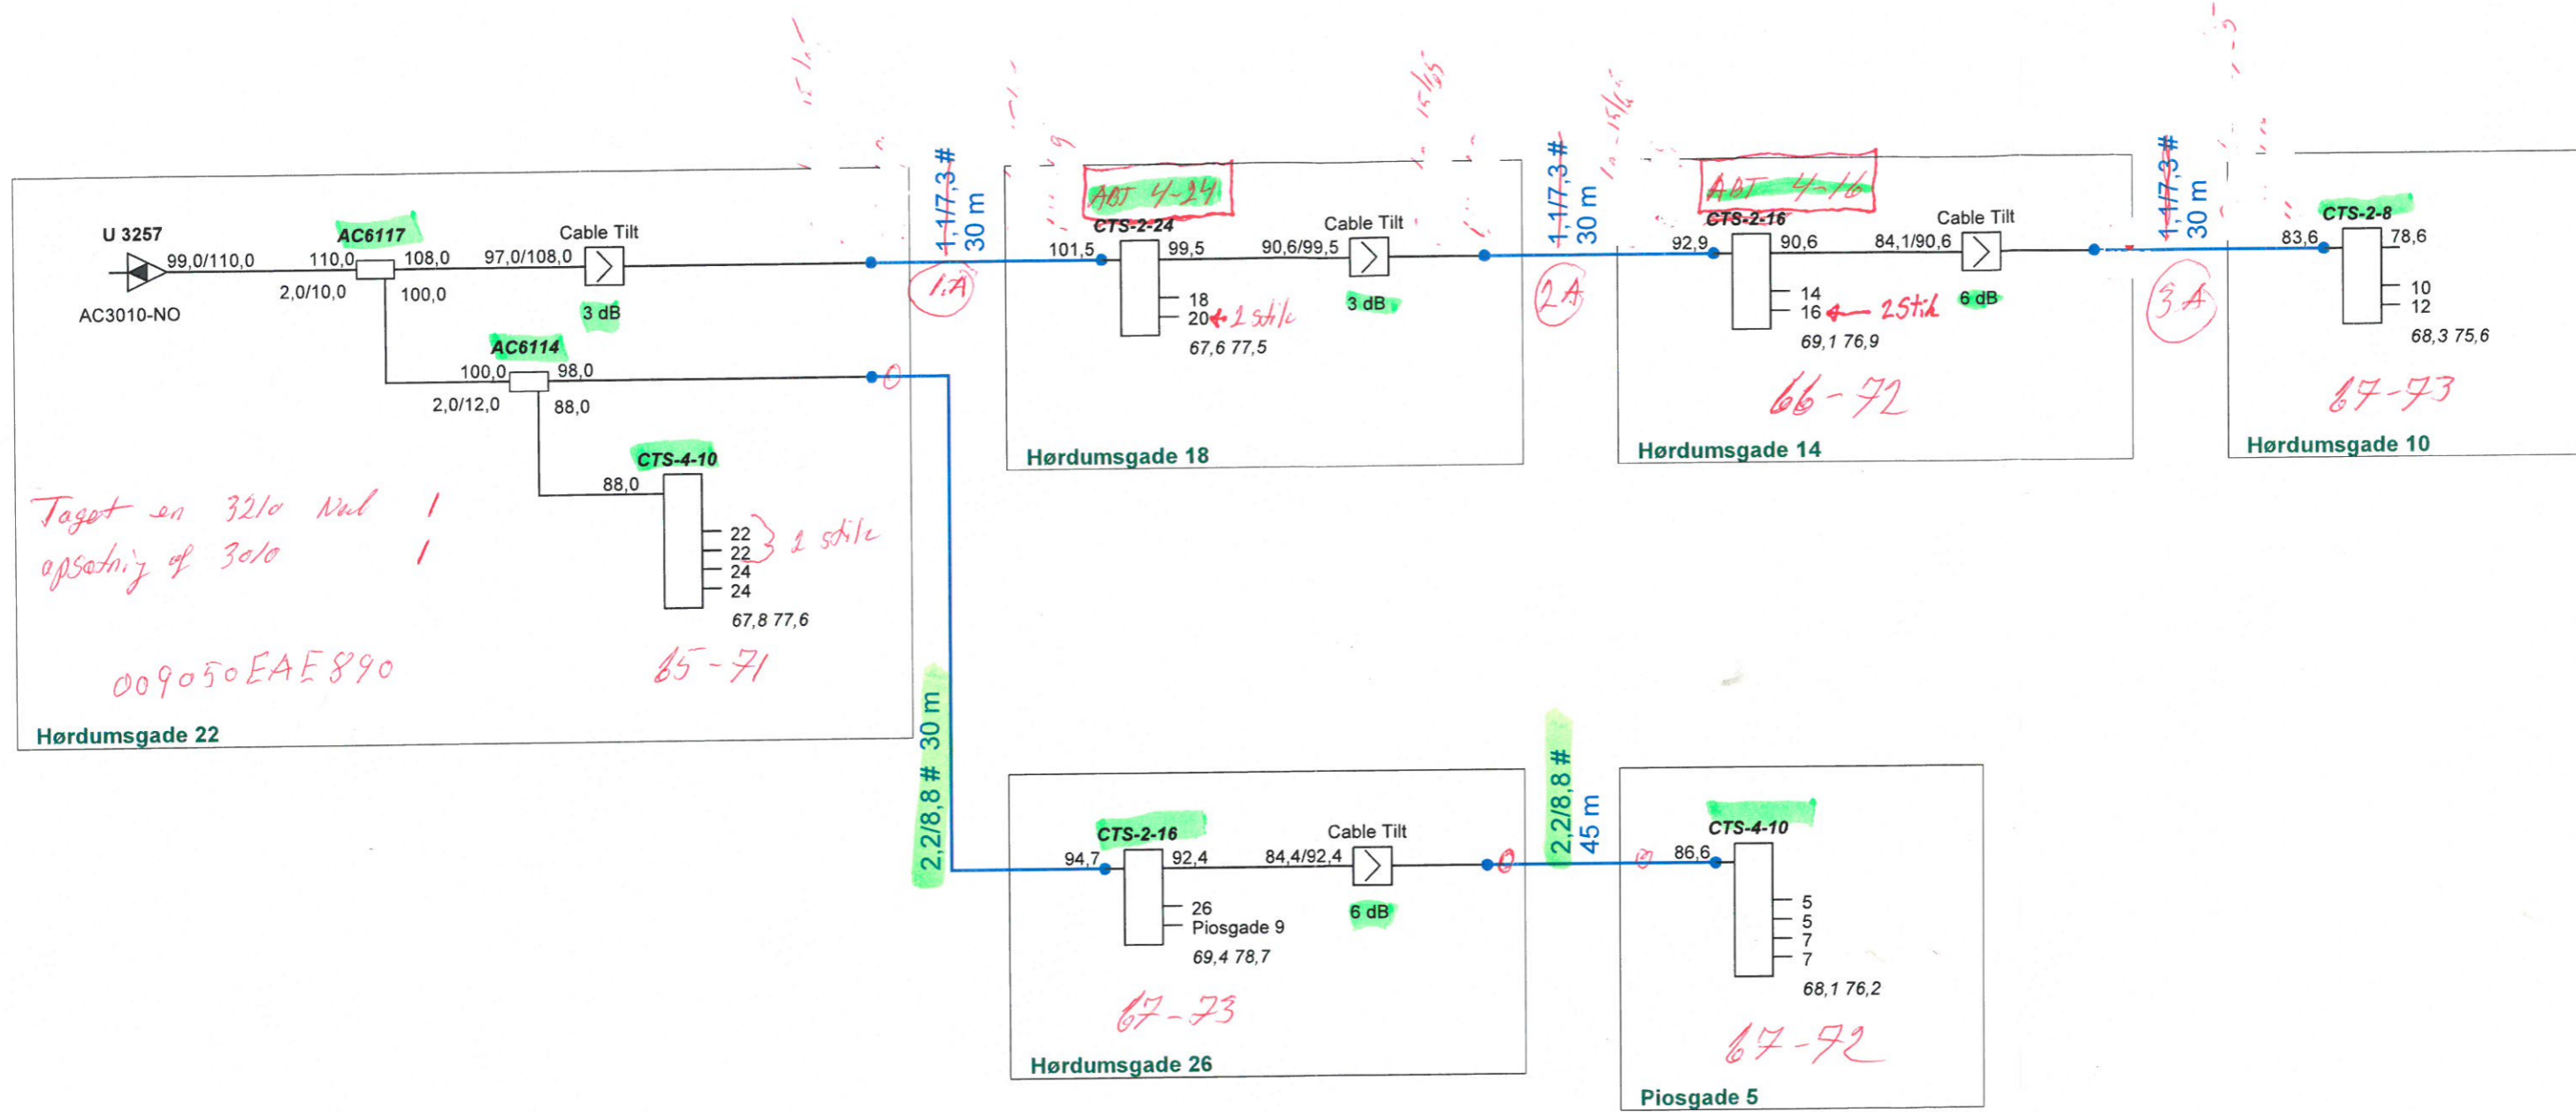 U 3257
99,0/110,0
AC3010-NO
AC6117
110,0
108,0
2,0/10,0
100,0
97,0/108,0
Cable Tilt
3 dB
AC6114
100,0
98,0
2,0/12,0
88,0
CTS-4-10
88,0
22
22
24
24
67,8 77,6
65-71
Taget en 3210 Ned 1
opsætnig af 3010 1
009050EAE890
Hørdumsgade 22
1,1/7,3 #
30 m
1.A
ABT 4-24
CTS-2-24
101,5
99,5
18
20
67,6 77,5
90,6/99,5
Cable Tilt
3 dB
Hørdumsgade 18
1,1/7,3 #
30 m
2A
ABT 4-16
CTS-2-16
92,9
90,6
14
16 2 stik
69,1 76,9
66-72
84,1/90,6
Cable Tilt
6 dB
Hørdumsgade 14
1,1/7,3 #
30 m
3A
CTS-2-8
83,6
78,6
10
12
68,3 75,6
67-73
Hørdumsgade 10
2,2/8,8 # 30 m
CTS-2-16
94,7
92,4
26
Piosgade 9
69,4 78,7
67-73
84,4/92,4
Cable Tilt
6 dB
Hørdumsgade 26
2,2/8,8 #
45 m
CTS-4-10
86,6
5
5
7
7
68,1 76,2
67-72
Piosgade 5